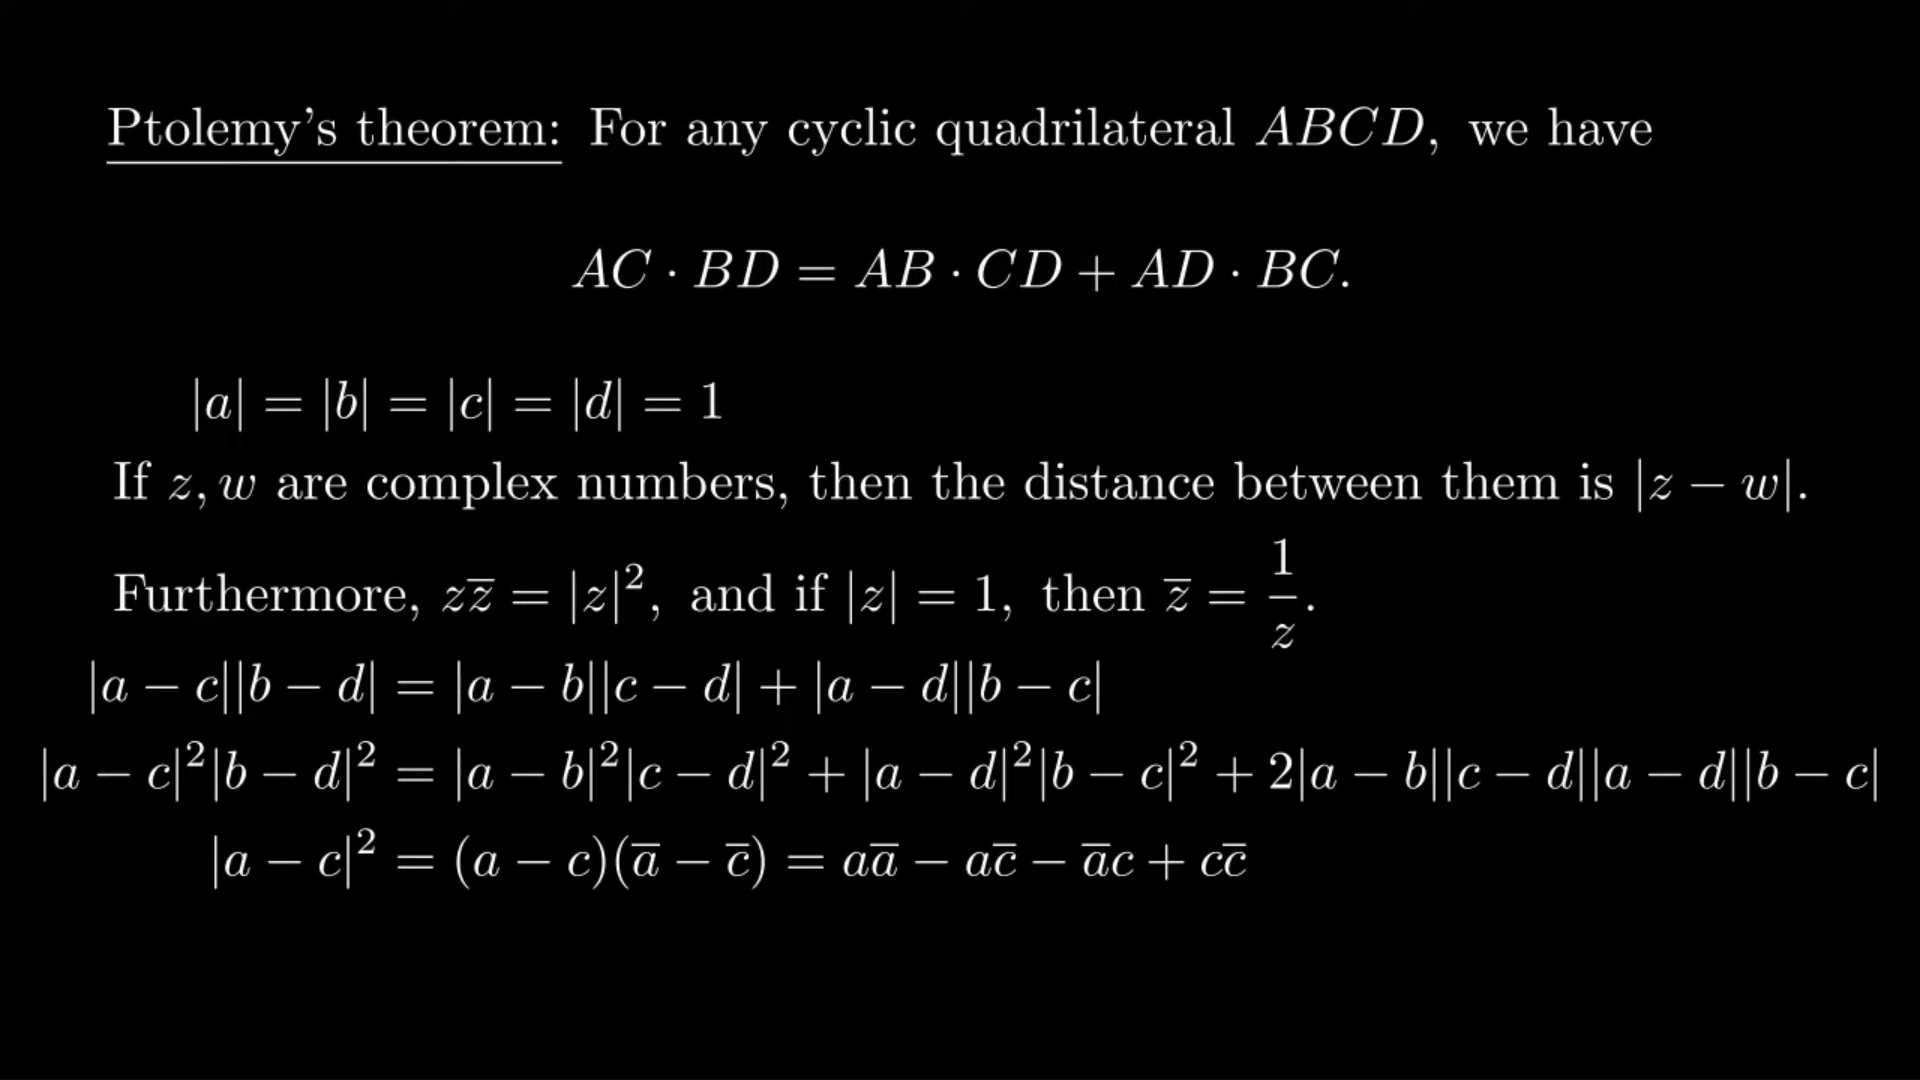 Ptolemy's theorem: For any cyclic quadrilateral ABCD, we have
AC · BD = AB · CD + AD · BC.
|a| = |b| = |c| = |d| = 1
If z, w are complex numbers, then the distance between them is |z − w|.
Furthermore, zz̅ = |z|², and if |z| = 1, then z̅ = 1/z.
|a − c||b − d| = |a − b||c − d| + |a − d||b − c|
|a − c|²|b − d|² = |a − b|²|c − d|² + |a − d|²|b − c|² + 2|a − b||c − d||a − d||b − c|
|a − c|² = (a − c)(a̅ − c̅) = aa̅ − ac̅ − a̅c + cc̅